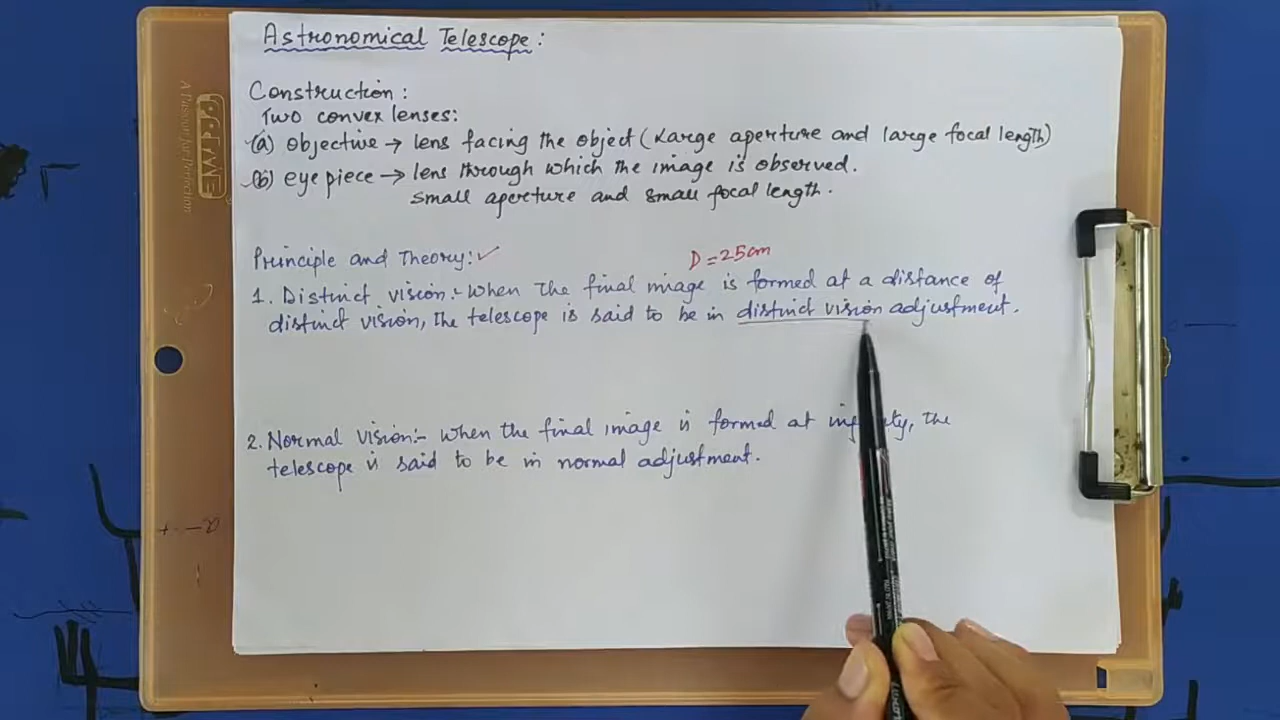 Astronomical Telescope:
Construction:
Two convex lenses:
(a) Objective → lens facing the object (Large aperture and large focal length)
(b) eye piece → lens through which the image is observed.
small aperture and small focal length.
Principle and Theory: ✓
D = 25cm
1. Distinct vision:- When the final image is formed at a distance of
distinct vision, the telescope is said to be in distinct vision adjustment.
2. Normal vision:- When the final image is formed at the
telescope is said to be in normal adjustment.